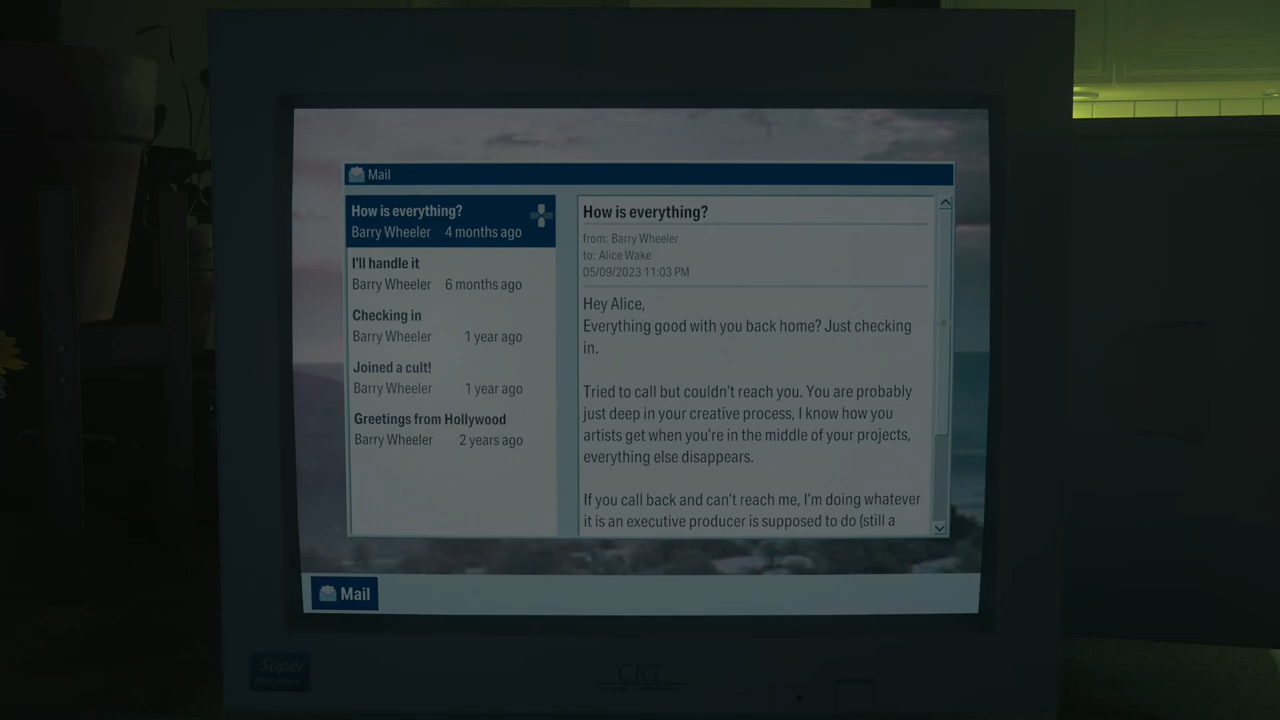 Mail
How is everything?
Barry Wheeler 4 months ago
I'll handle it
Barry Wheeler 6 months ago
Checking in
Barry Wheeler 1 year ago
Joined a cult!
Barry Wheeler 1 year ago
Greetings from Hollywood
Barry Wheeler 2 years ago
How is everything?
from: Barry Wheeler
to: Alice Wake
05/09/2023 11:03 PM
Hey Alice,
Everything good with you back home? Just checking
in.
Tried to call but couldn't reach you. You are probably
just deep in your creative process, I know how you
artists get when you're in the middle of your projects,
everything else disappears.
If you call back and can't reach me, I'm doing whatever
it is an executive producer is supposed to do (still a
Mail
Super
CRT